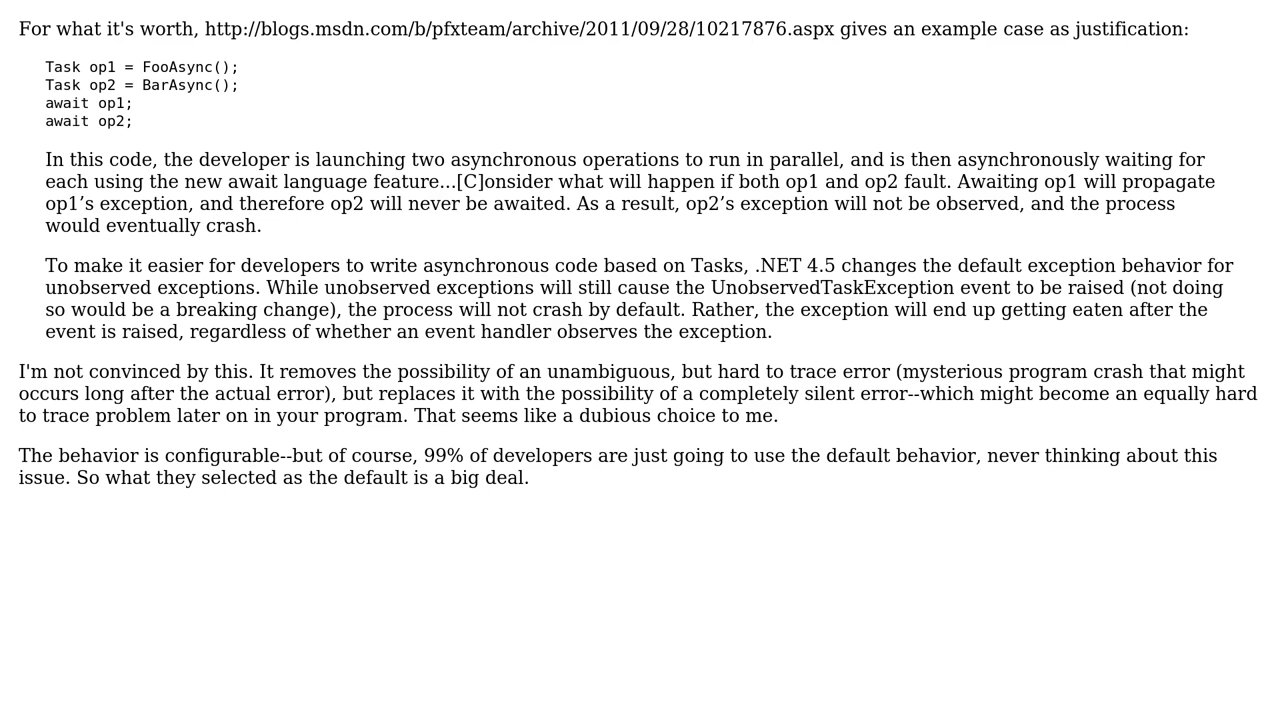 For what it's worth, http://blogs.msdn.com/b/pfxteam/archive/2011/09/28/10217876.aspx gives an example case as justification:
Task op1 = FooAsync();
Task op2 = BarAsync();
await op1;
await op2;
In this code, the developer is launching two asynchronous operations to run in parallel, and is then asynchronously waiting for
each using the new await language feature...[C]onsider what will happen if both op1 and op2 fault. Awaiting op1 will propagate
op1’s exception, and therefore op2 will never be awaited. As a result, op2’s exception will not be observed, and the process
would eventually crash.
To make it easier for developers to write asynchronous code based on Tasks, .NET 4.5 changes the default exception behavior for
unobserved exceptions. While unobserved exceptions will still cause the UnobservedTaskException event to be raised (not doing
so would be a breaking change), the process will not crash by default. Rather, the exception will end up getting eaten after the
event is raised, regardless of whether an event handler observes the exception.
I'm not convinced by this. It removes the possibility of an unambiguous, but hard to trace error (mysterious program crash that might
occurs long after the actual error), but replaces it with the possibility of a completely silent error--which might become an equally hard
to trace problem later on in your program. That seems like a dubious choice to me.
The behavior is configurable--but of course, 99% of developers are just going to use the default behavior, never thinking about this
issue. So what they selected as the default is a big deal.